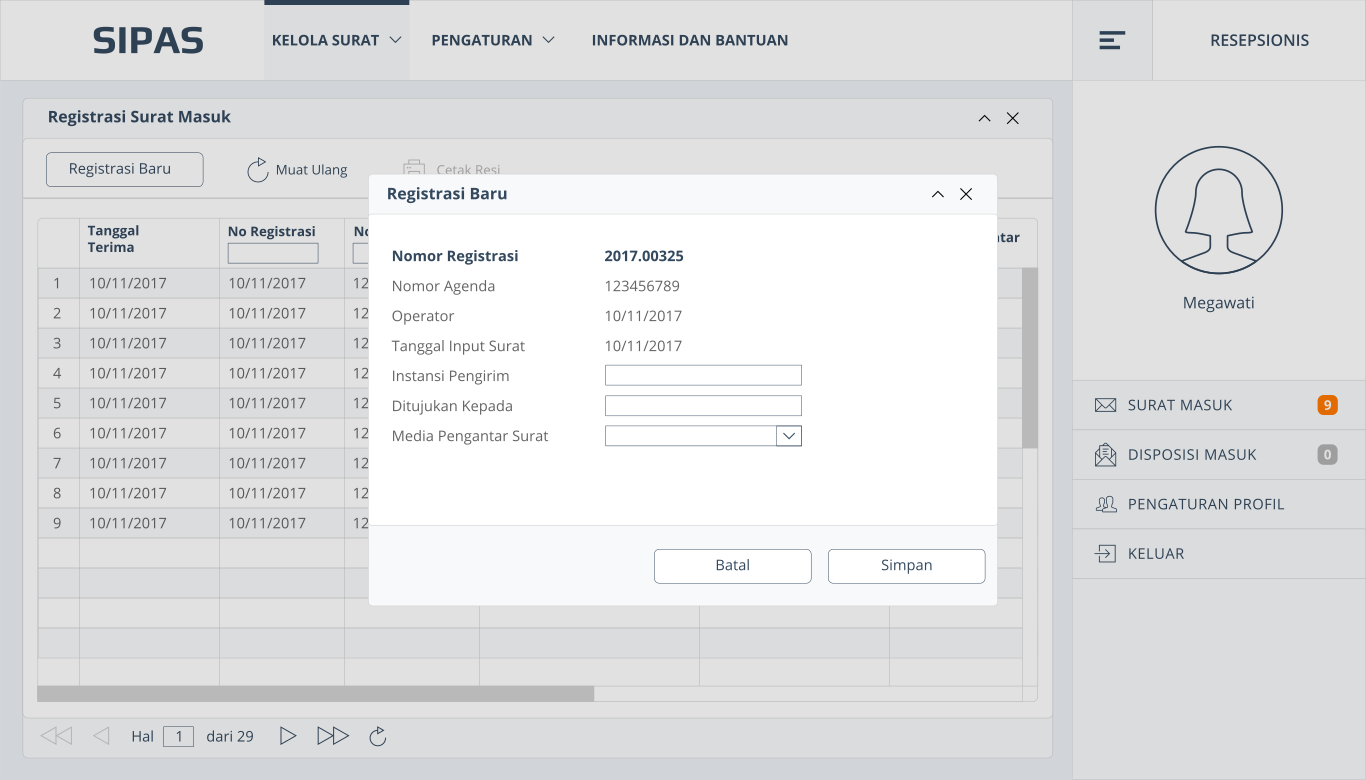 SIPAS
KELOLA SURAT
PENGATURAN
INFORMASI DAN BANTUAN
RESEPSIONIS
Registrasi Surat Masuk
Registrasi Baru
Muat Ulang
Cetak Resi
Tanggal
Terima
No Registrasi
1 10/11/2017 10/11/2017 12
2 10/11/2017 10/11/2017 12
3 10/11/2017 10/11/2017 12
4 10/11/2017 10/11/2017 12
5 10/11/2017 10/11/2017 12
6 10/11/2017 10/11/2017 12
7 10/11/2017 10/11/2017 12
8 10/11/2017 10/11/2017 12
9 10/11/2017 10/11/2017 12
Hal 1 dari 29
Registrasi Baru
Nomor Registrasi 2017.00325
Nomor Agenda 123456789
Operator 10/11/2017
Tanggal Input Surat 10/11/2017
Instansi Pengirim
Ditujukan Kepada
Media Pengantar Surat
Batal
Simpan
Megawati
SURAT MASUK 9
DISPOSISI MASUK 0
PENGATURAN PROFIL
KELUAR